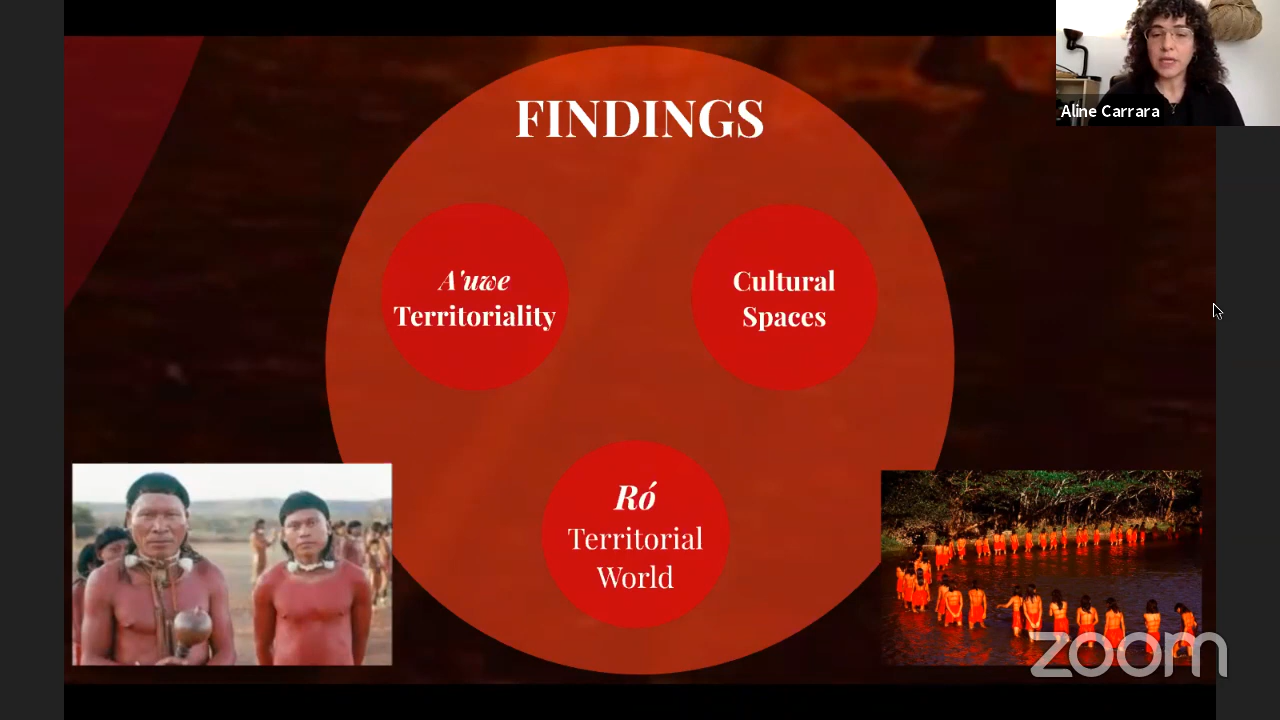 Aline Carrara
FINDINGS
A'uwe
Territoriality
Cultural
Spaces
Ró
Territorial
World
zoom